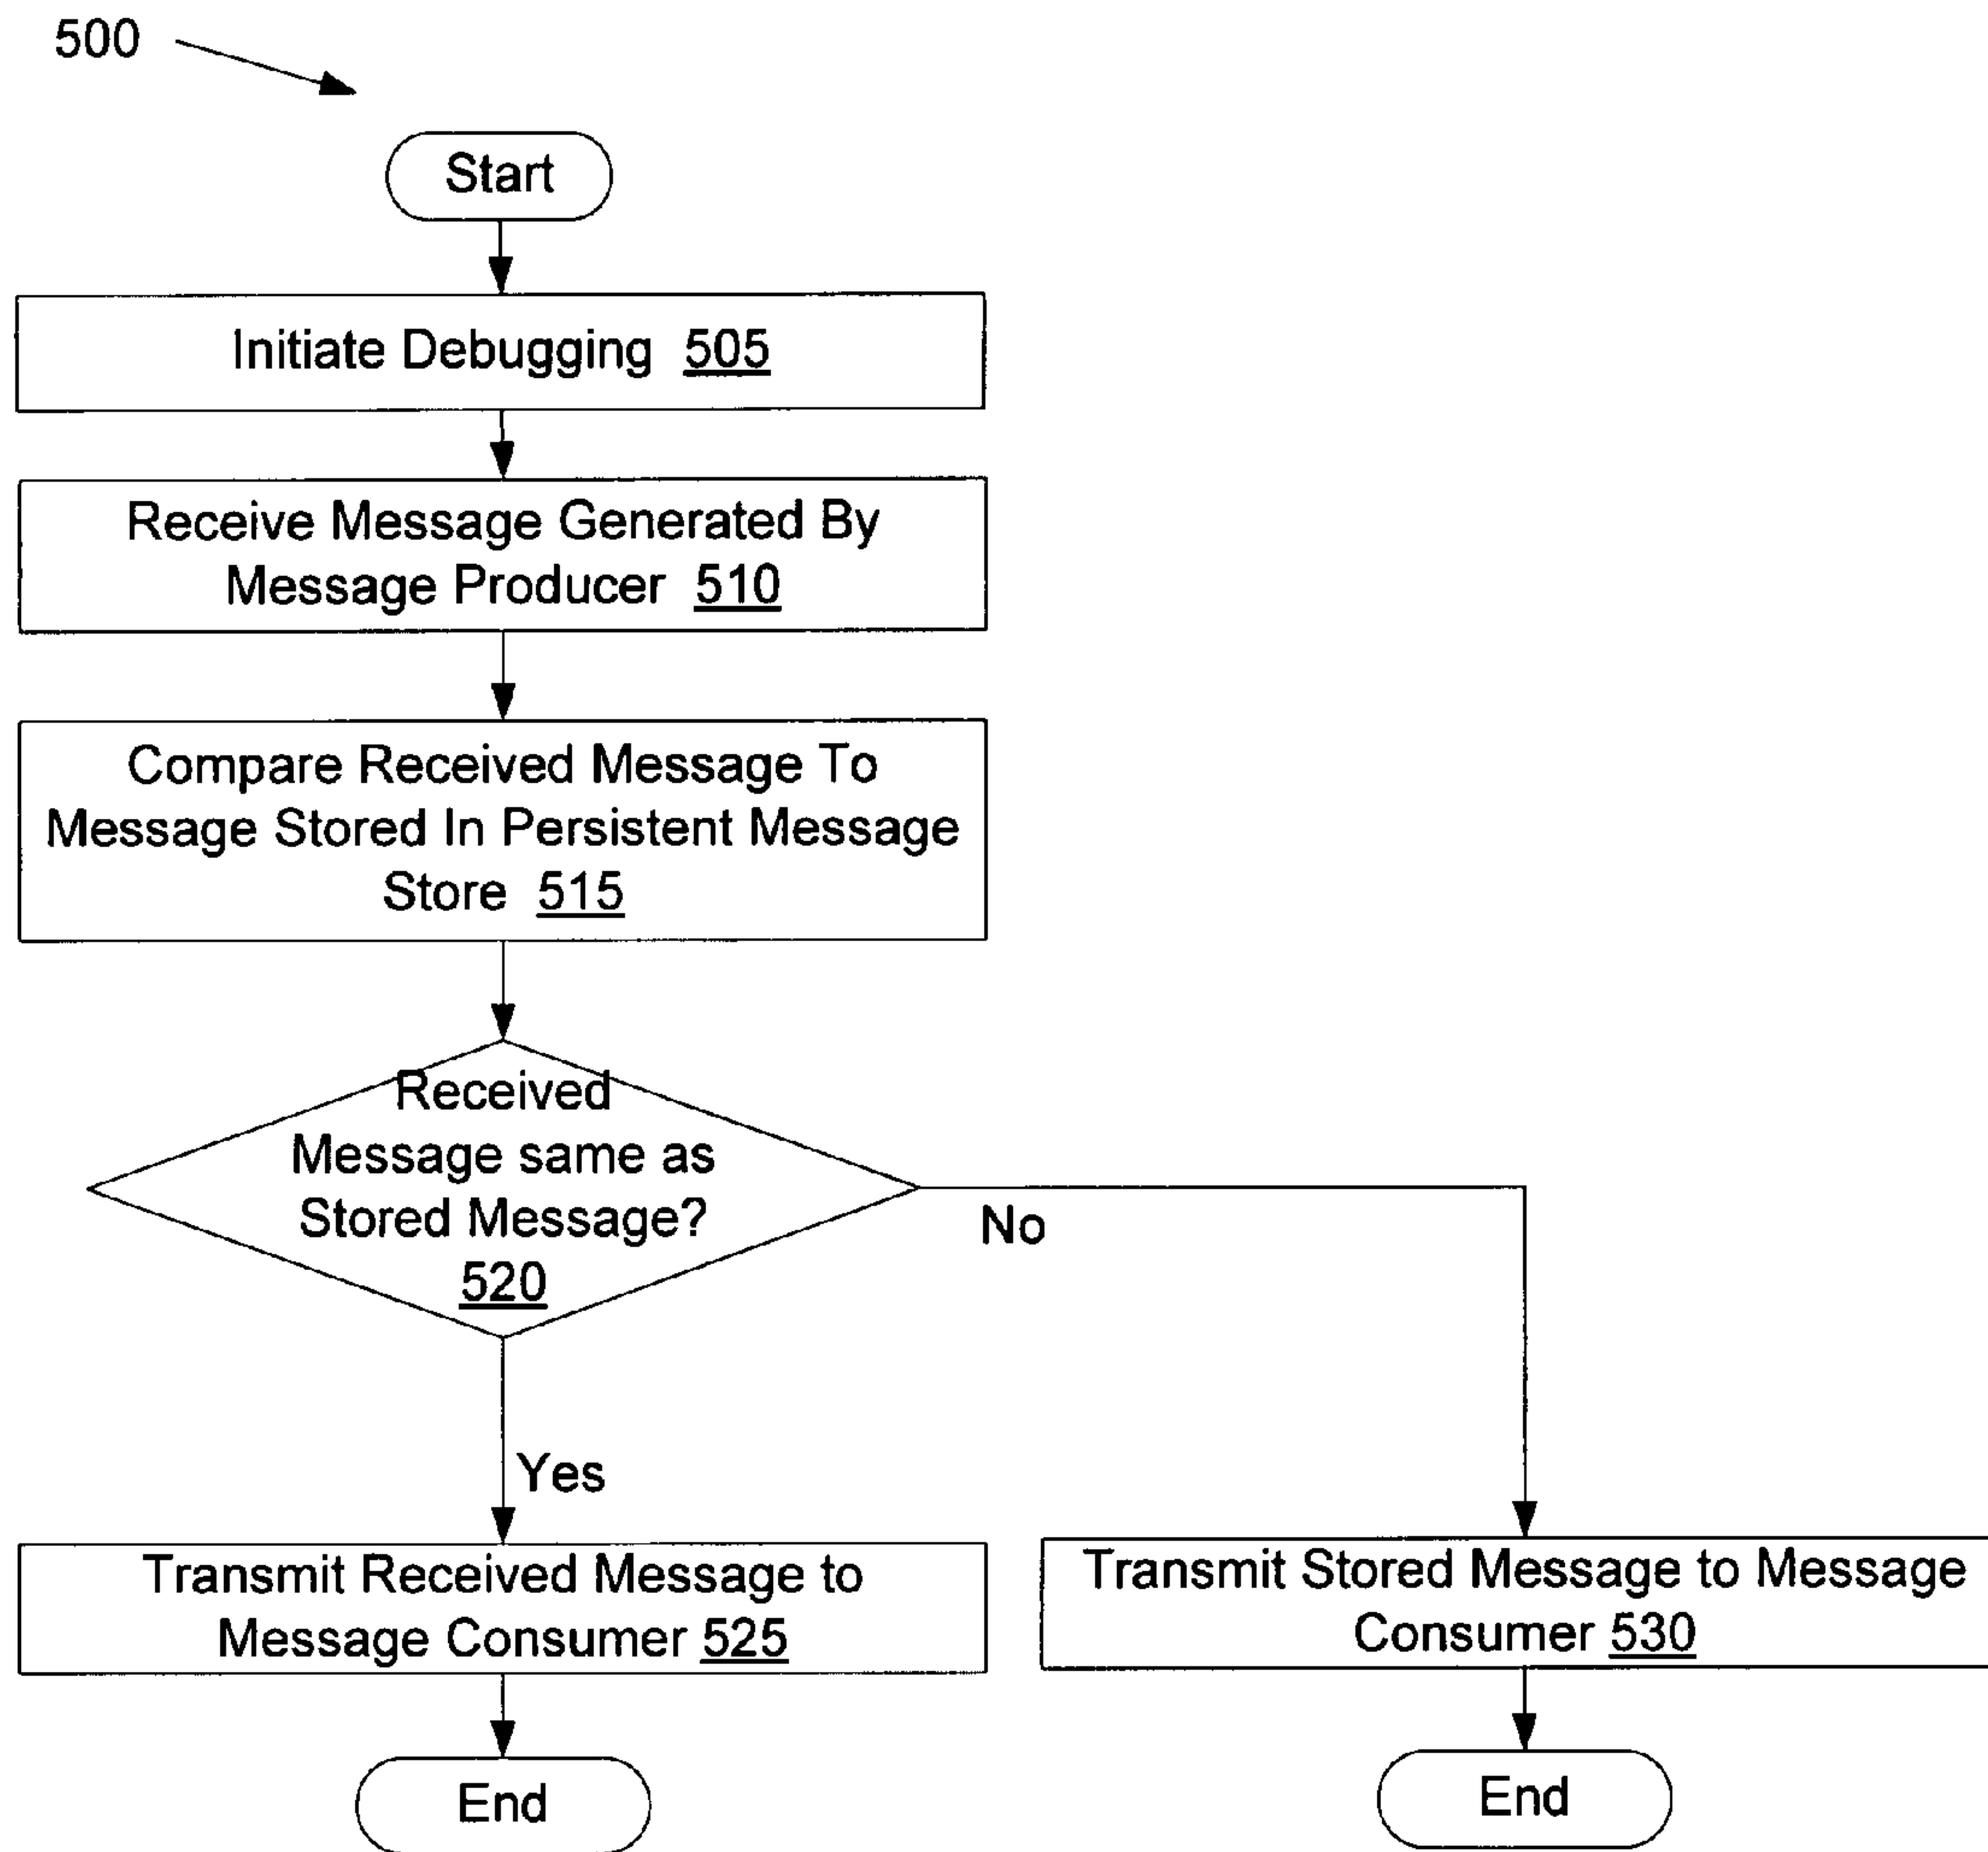 500
Start
Initiate Debugging 505
Receive Message Generated By
Message Producer 510
Compare Received Message To
Message Stored In Persistent Message
Store 515
Received
Message same as
Stored Message?
520
No
Yes
Transmit Received Message to
Message Consumer 525
Transmit Stored Message to Message
Consumer 530
End
End